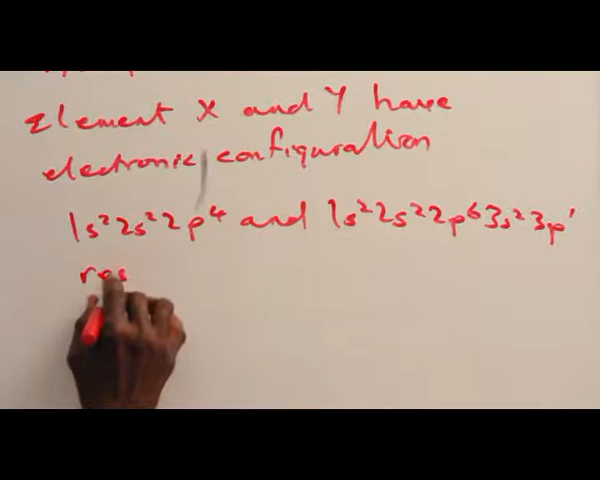 Element X and Y have
electronic configuration
1s²2s²2p⁴ and 1s²2s²2p⁶3s²3p¹
res